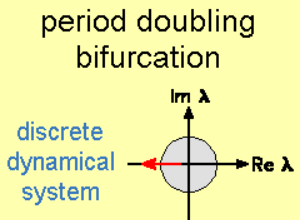 period doubling
bifurcation
Im λ
discrete
dynamical
system
Re λ